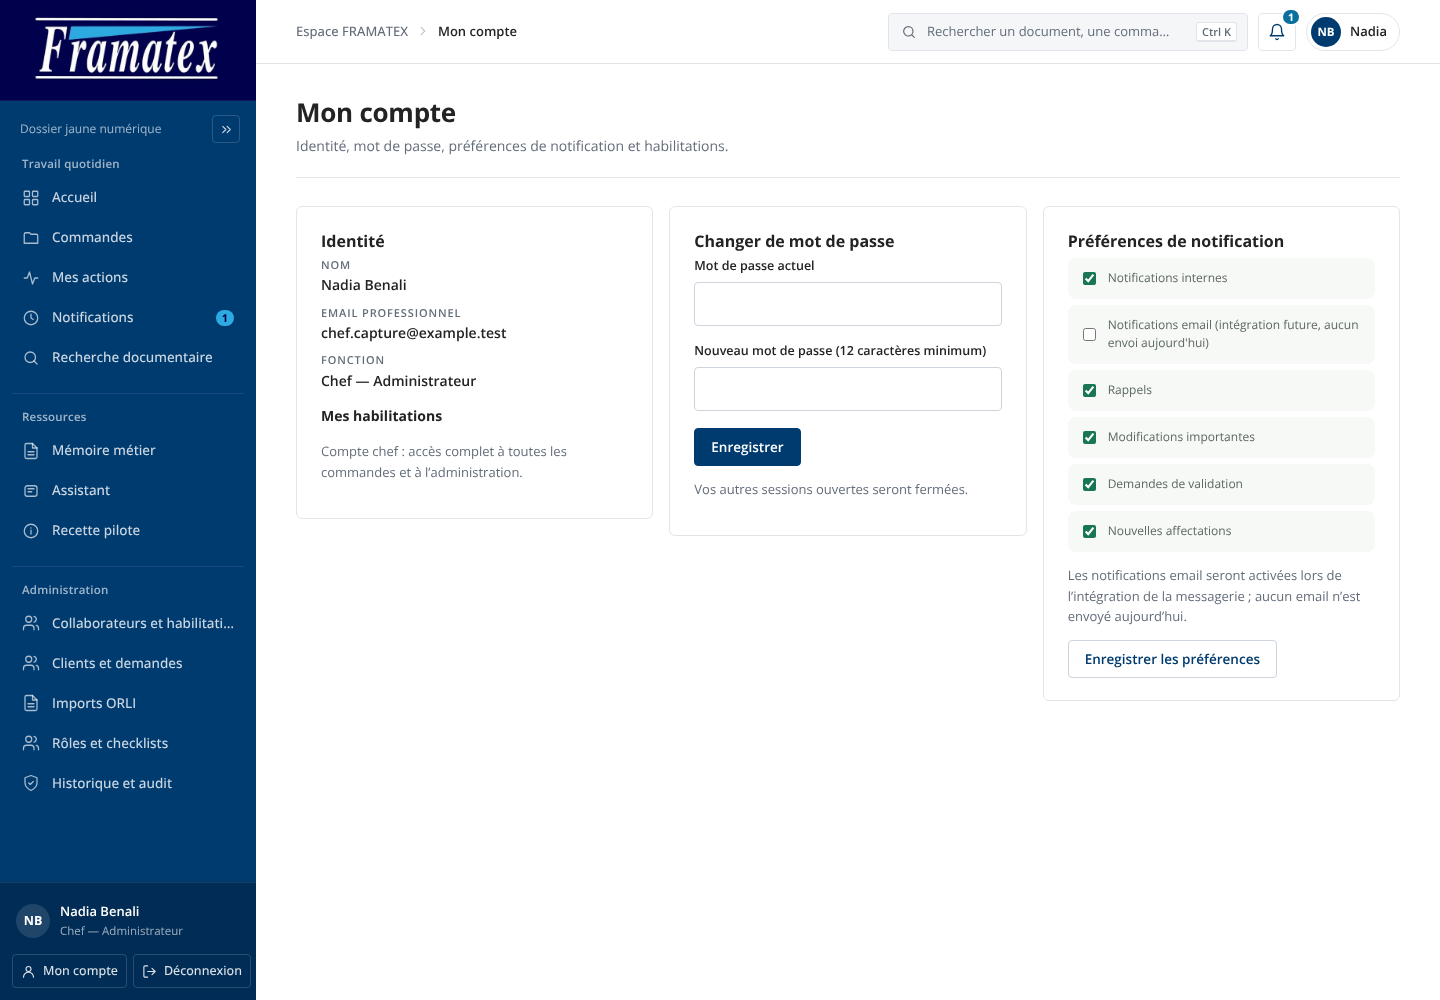 Framatex
Dossier jaune numérique
Travail quotidien
Accueil
Commandes
Mes actions
Notifications 1
Recherche documentaire
Ressources
Mémoire métier
Assistant
Recette pilote
Administration
Collaborateurs et habilitati...
Clients et demandes
Imports ORLI
Rôles et checklists
Historique et audit
NB Nadia Benali
Chef — Administrateur
Mon compte Déconnexion
Espace FRAMATEX Mon compte
Rechercher un document, une comma... Ctrl K
1
NB Nadia
Mon compte
Identité, mot de passe, préférences de notification et habilitations.
Identité
NOM
Nadia Benali
EMAIL PROFESSIONNEL
chef.capture@example.test
FONCTION
Chef — Administrateur
Mes habilitations
Compte chef : accès complet à toutes les
commandes et à l’administration.
Changer de mot de passe
Mot de passe actuel
Nouveau mot de passe (12 caractères minimum)
Enregistrer
Vos autres sessions ouvertes seront fermées.
Préférences de notification
Notifications internes
Notifications email (intégration future, aucun
envoi aujourd'hui)
Rappels
Modifications importantes
Demandes de validation
Nouvelles affectations
Les notifications email seront activées lors de
l’intégration de la messagerie ; aucun email n’est
envoyé aujourd’hui.
Enregistrer les préférences